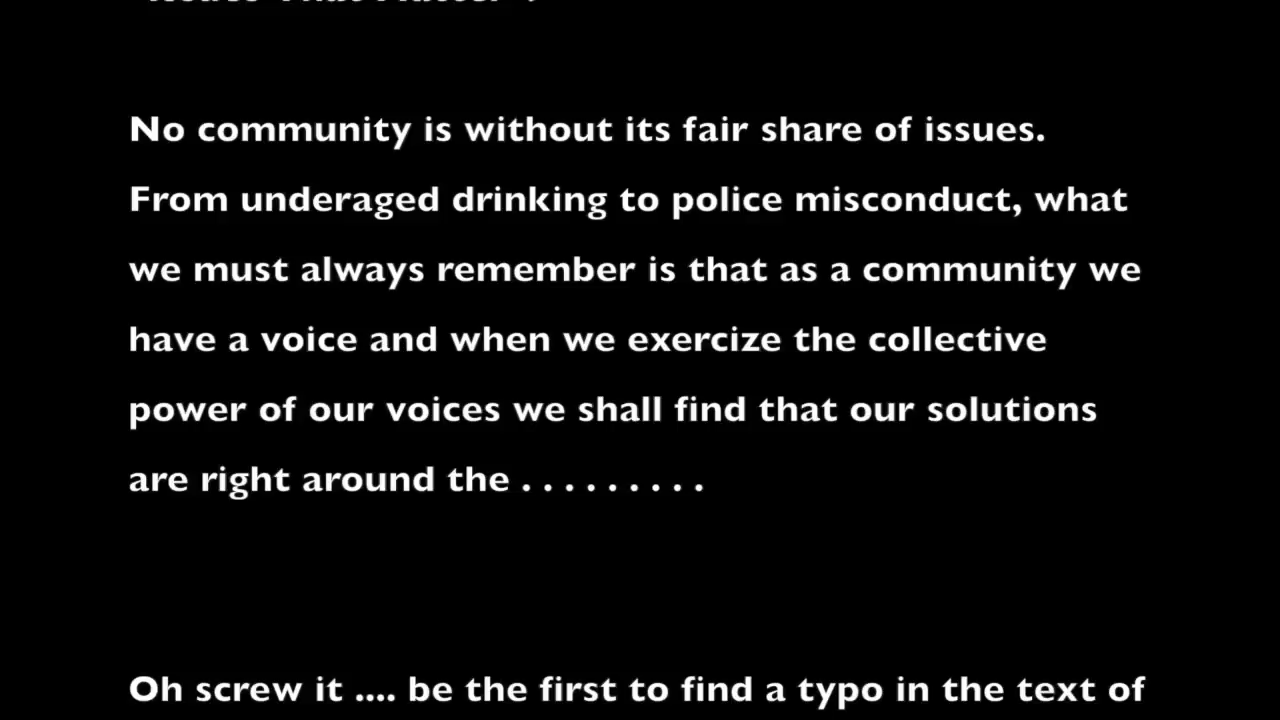 No community is without its fair share of issues.
From underaged drinking to police misconduct, what
we must always remember is that as a community we
have a voice and when we exercize the collective
power of our voices we shall find that our solutions
are right around the . . . . . . . . .
Oh screw it .... be the first to find a typo in the text of